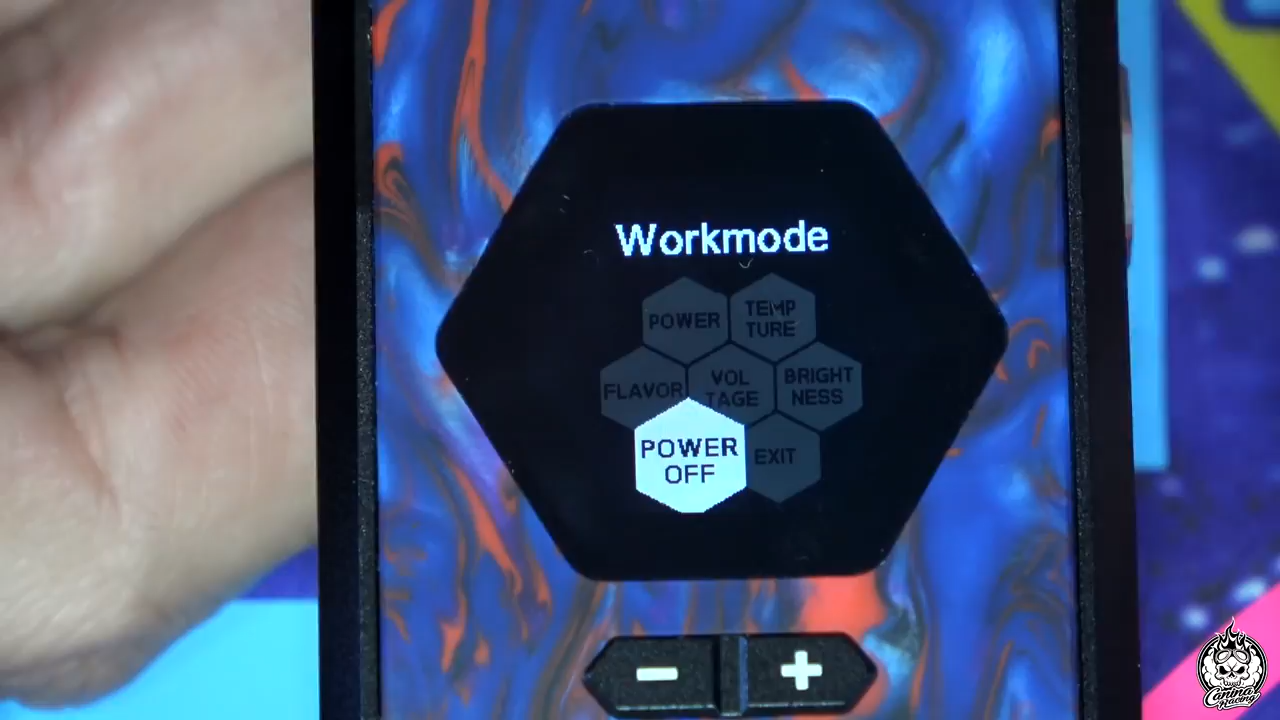 Workmode
POWER
TEMP
TURE
FLAVOR
VOL
TAGE
BRIGHT
NESS
POWER
OFF
EXIT
- +